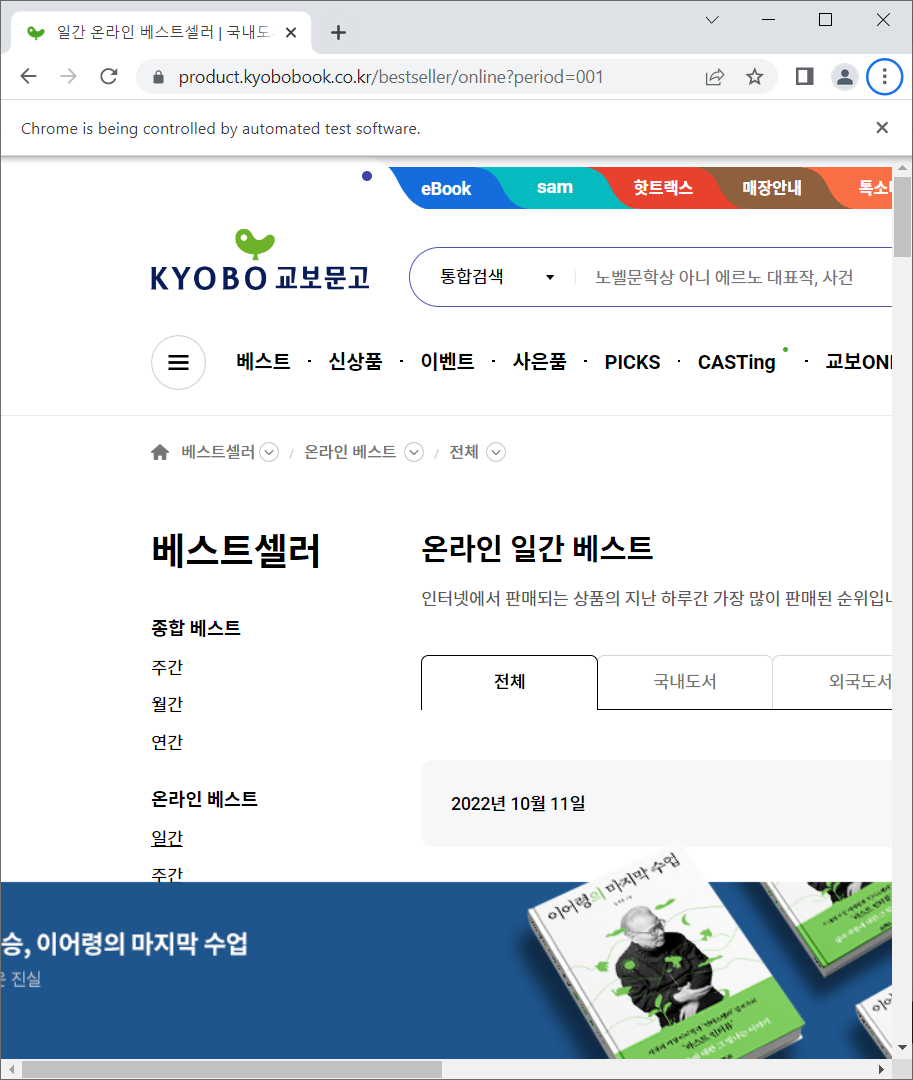 일간 온라인 베스트셀러 | 국내도
product.kyobobook.co.kr/bestseller/online?period=001
Chrome is being controlled by automated test software.
eBook sam 핫트랙스 매장안내 톡소
KYOBO 교보문고
통합검색 노벨문학상 아니 에르노 대표작, 사건
베스트 · 신상품 · 이벤트 · 사은품 · PICKS · CASTing · 교보ON
베스트셀러 / 온라인 베스트 / 전체
베스트셀러
온라인 일간 베스트
인터넷에서 판매되는 상품의 지난 하루간 가장 많이 판매된 순위입니
종합 베스트
주간
월간
연간
전체 국내도서 외국도서
2022년 10월 11일
온라인 베스트
일간
주간
승, 이어령의 마지막 수업
은 진실
이어령의 마지막 수업